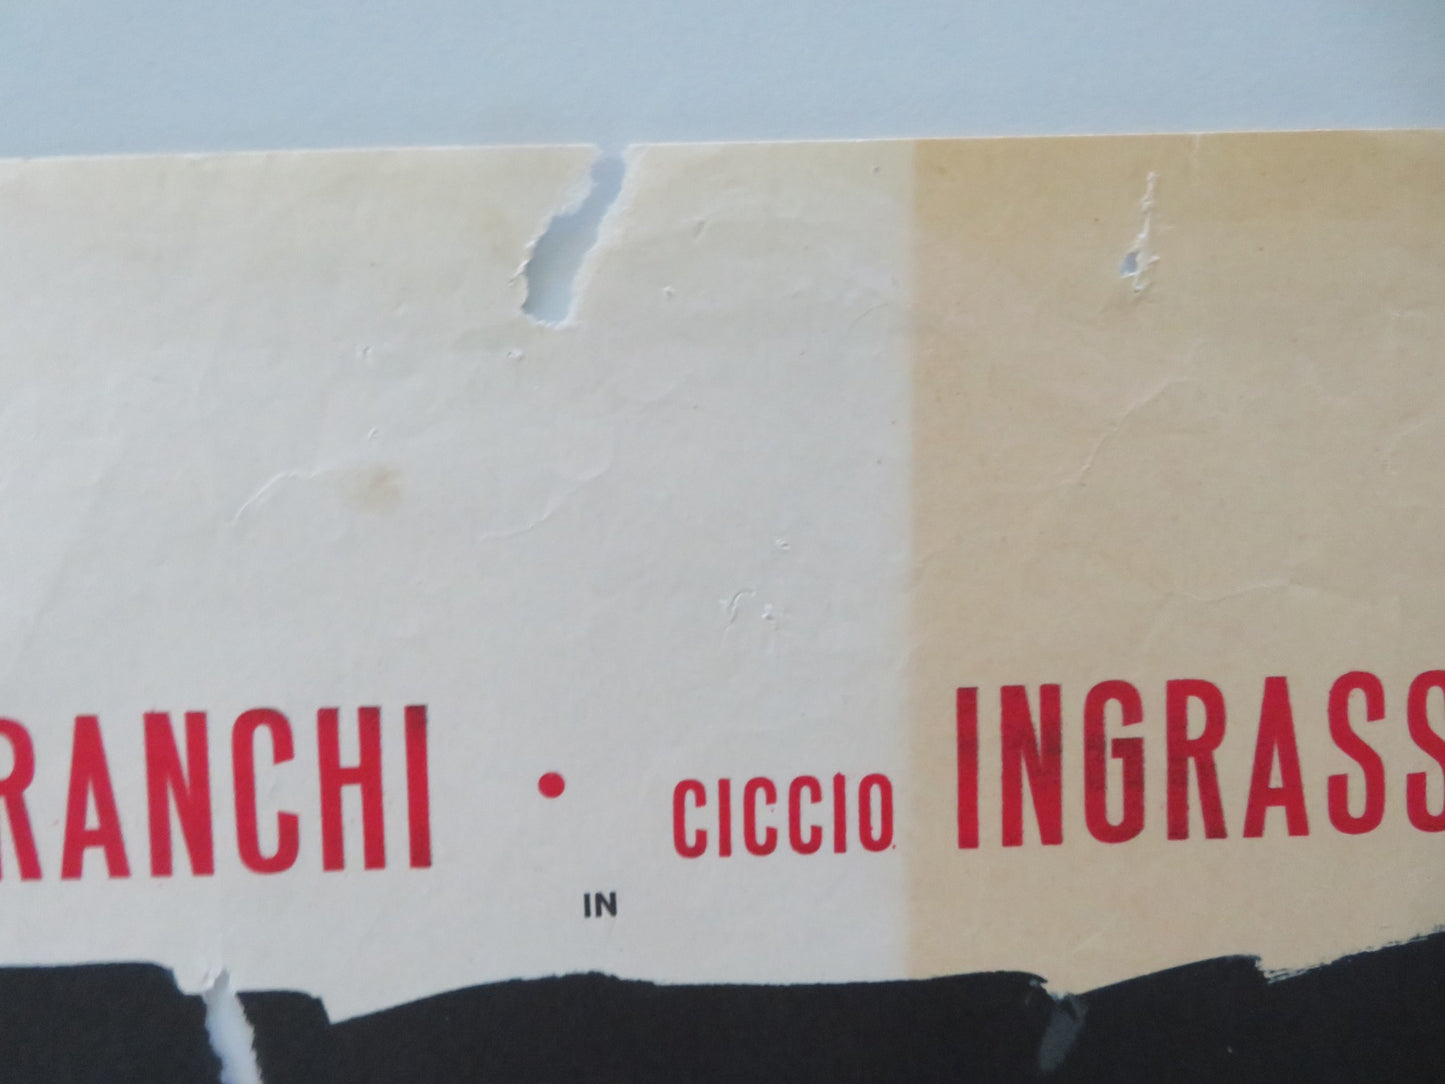 RANCHI • CICCIO INGRASS
IN